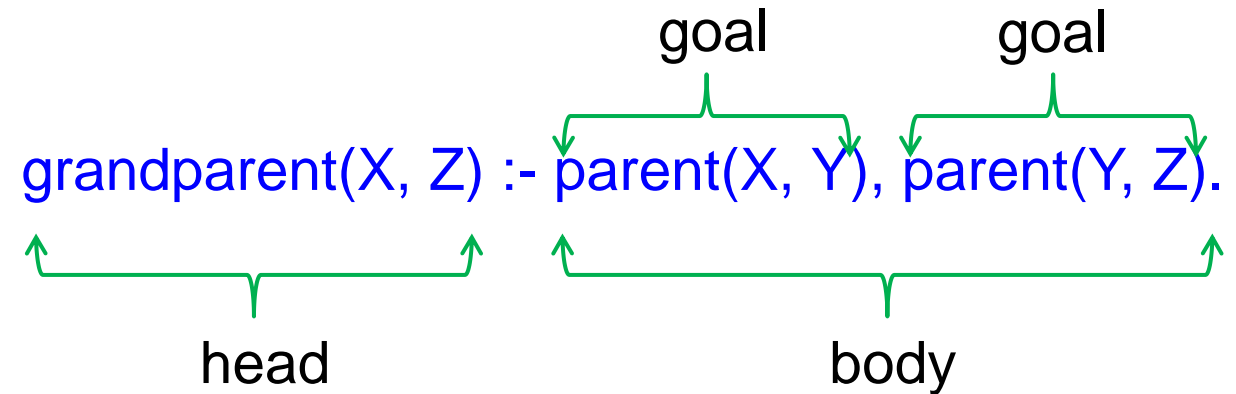 goal goal
grandparent(X, Z) :- parent(X, Y), parent(Y, Z).
head body